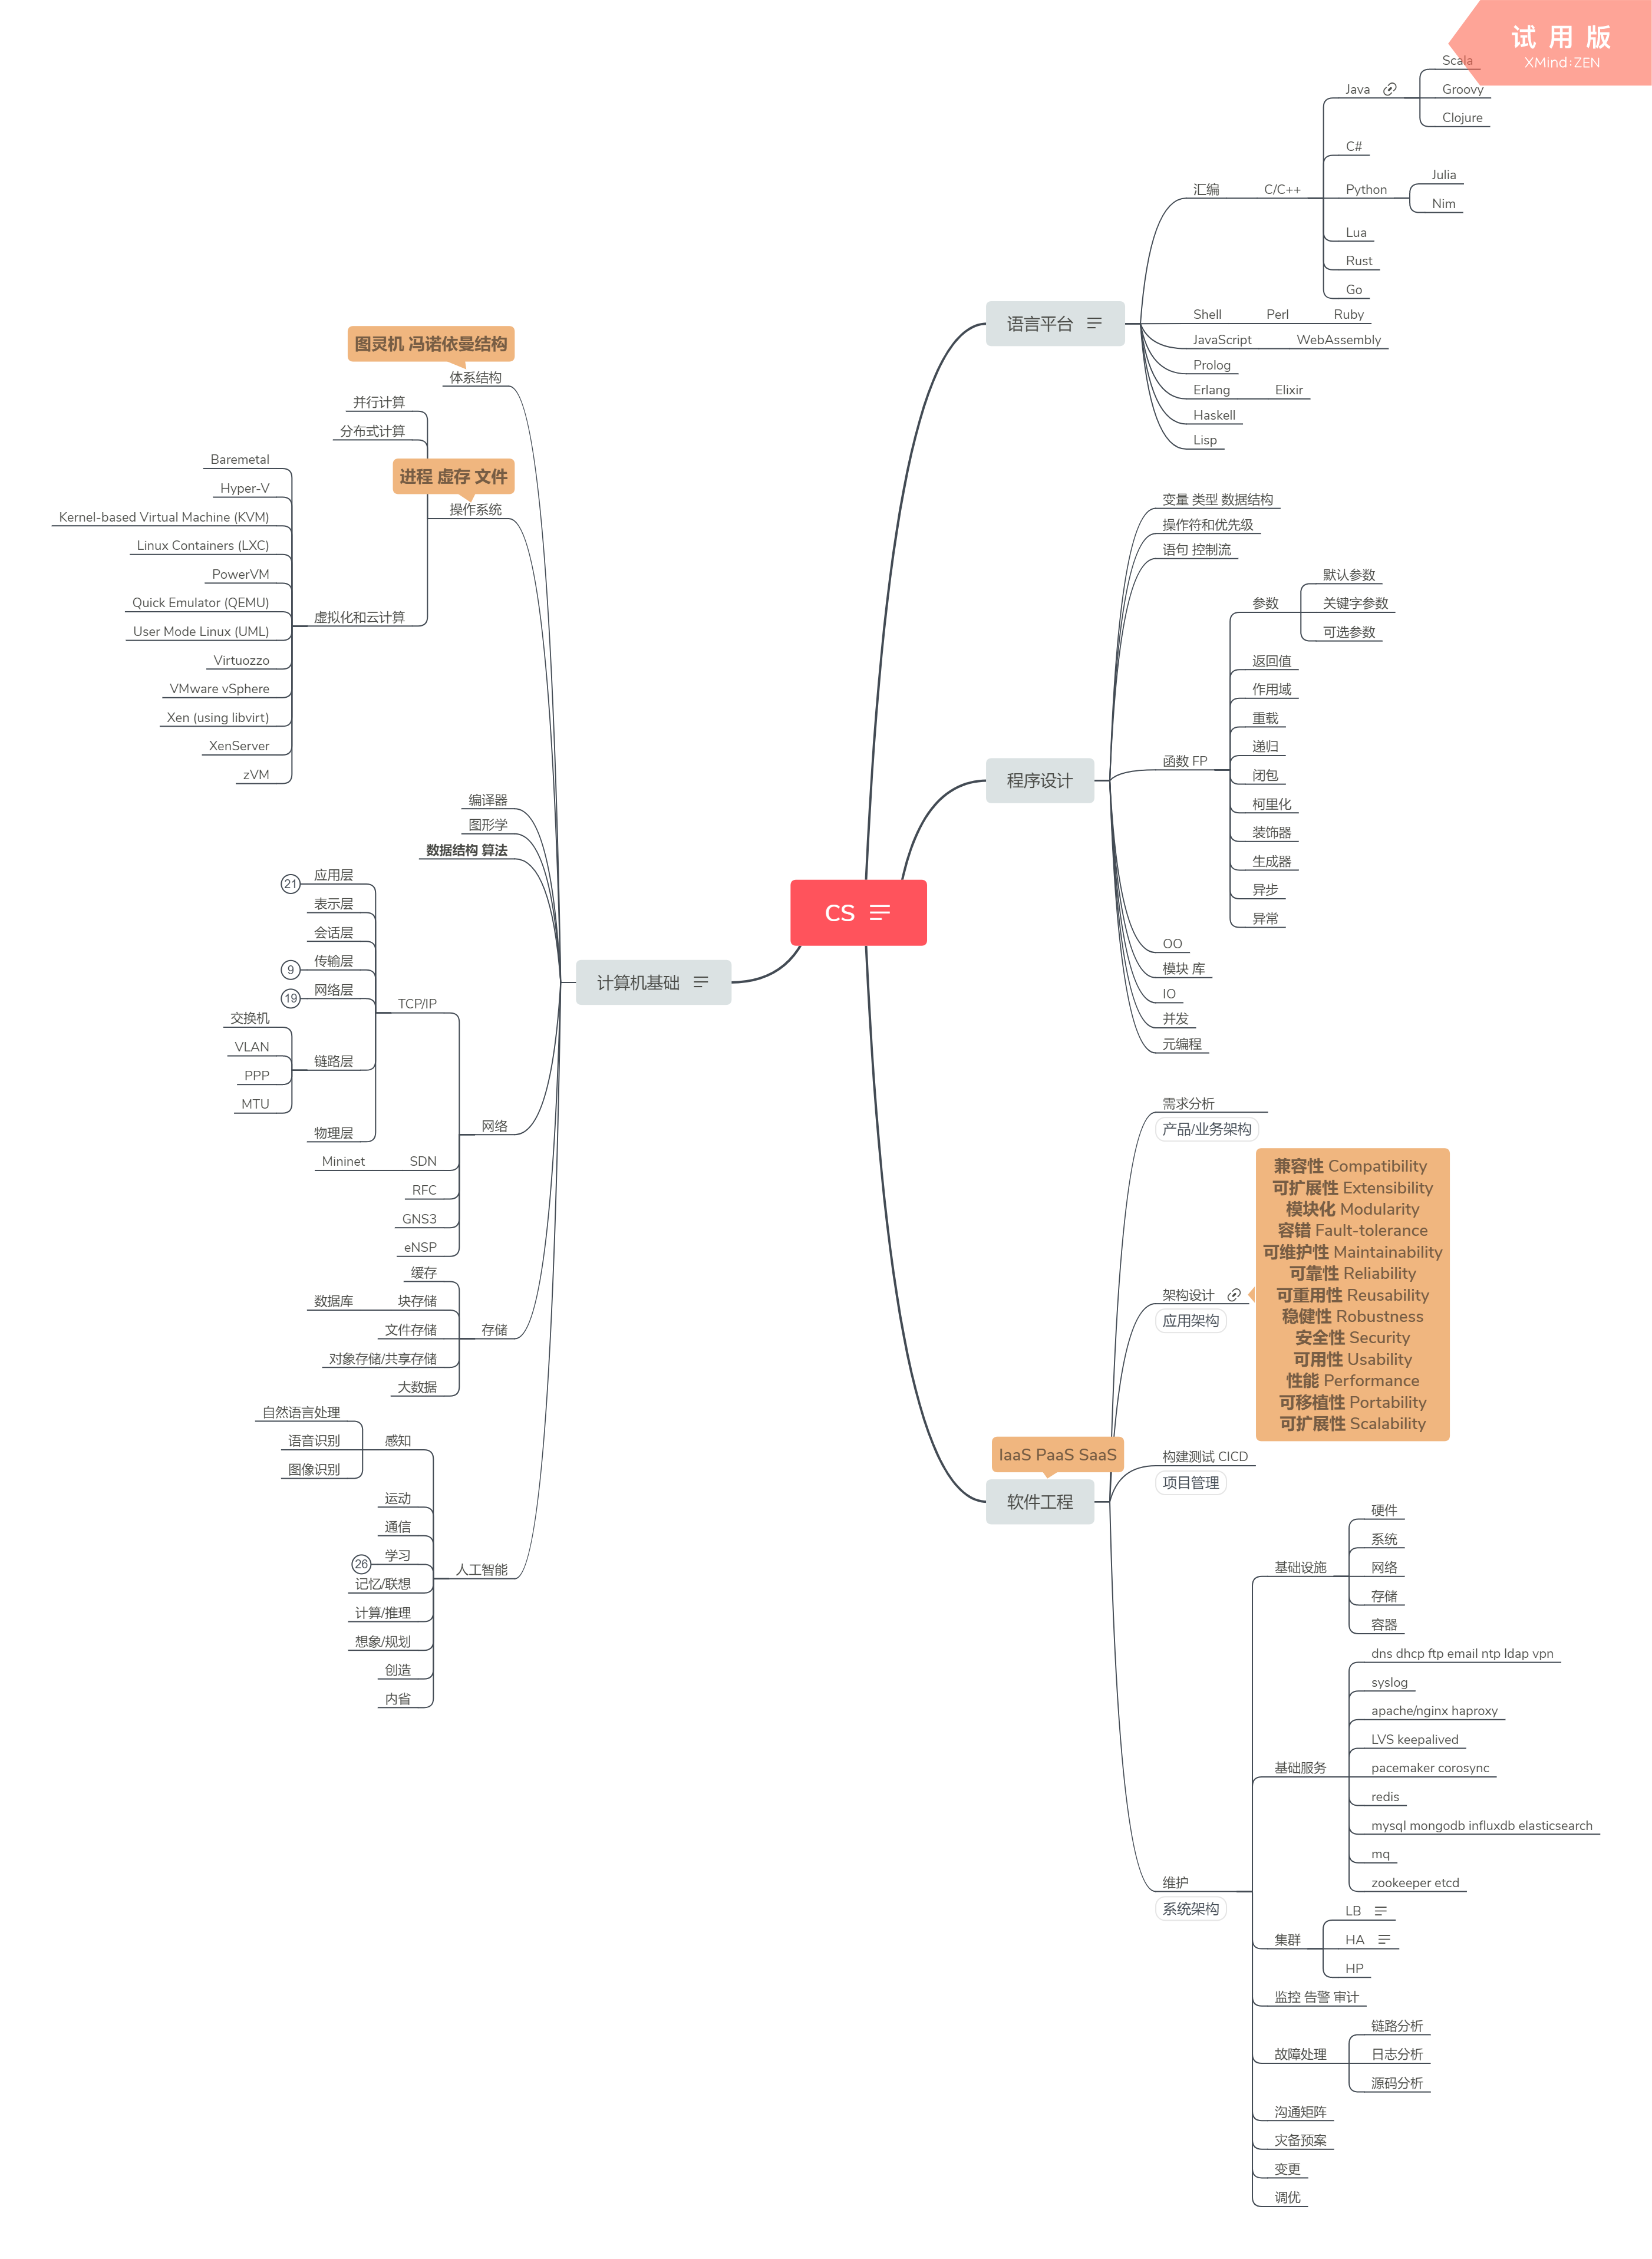 试用版
XMind:ZEN
CS
语言平台
汇编
C/C++
Java
Scala
Groovy
Clojure
C#
Python
Julia
Nim
Lua
Rust
Go
Shell
Perl
Ruby
JavaScript
WebAssembly
Prolog
Erlang
Elixir
Haskell
Lisp
程序设计
变量 类型 数据结构
操作符和优先级
语句 控制流
函数 FP
参数
默认参数
关键字参数
可选参数
返回值
作用域
重载
递归
闭包
柯里化
装饰器
生成器
异步
异常
OO
模块 库
IO
并发
元编程
IaaS PaaS SaaS
软件工程
需求分析
产品/业务架构
架构设计
应用架构
兼容性 Compatibility
可扩展性 Extensibility
模块化 Modularity
容错 Fault-tolerance
可维护性 Maintainability
可靠性 Reliability
可重用性 Reusability
稳健性 Robustness
安全性 Security
可用性 Usability
性能 Performance
可移植性 Portability
可扩展性 Scalability
构建测试 CICD
项目管理
维护
系统架构
基础设施
硬件
系统
网络
存储
容器
基础服务
dns dhcp ftp email ntp ldap vpn
syslog
apache/nginx haproxy
LVS keepalived
pacemaker corosync
redis
mysql mongodb influxdb elasticsearch
mq
zookeeper etcd
集群
LB
HA
HP
监控 告警 审计
故障处理
链路分析
日志分析
源码分析
沟通矩阵
灾备预案
变更
调优
计算机基础
图灵机 冯诺依曼结构
体系结构
进程 虚存 文件
操作系统
并行计算
分布式计算
虚拟化和云计算
Baremetal
Hyper-V
Kernel-based Virtual Machine (KVM)
Linux Containers (LXC)
PowerVM
Quick Emulator (QEMU)
User Mode Linux (UML)
Virtuozzo
VMware vSphere
Xen (using libvirt)
XenServer
zVM
编译器
图形学
数据结构 算法
网络
TCP/IP
应用层
21
表示层
会话层
传输层
9
网络层
19
链路层
交换机
VLAN
PPP
MTU
物理层
SDN
Mininet
RFC
GNS3
eNSP
存储
缓存
块存储
数据库
文件存储
对象存储/共享存储
大数据
人工智能
感知
自然语言处理
语音识别
图像识别
运动
通信
学习
26
记忆/联想
计算/推理
想象/规划
创造
内省